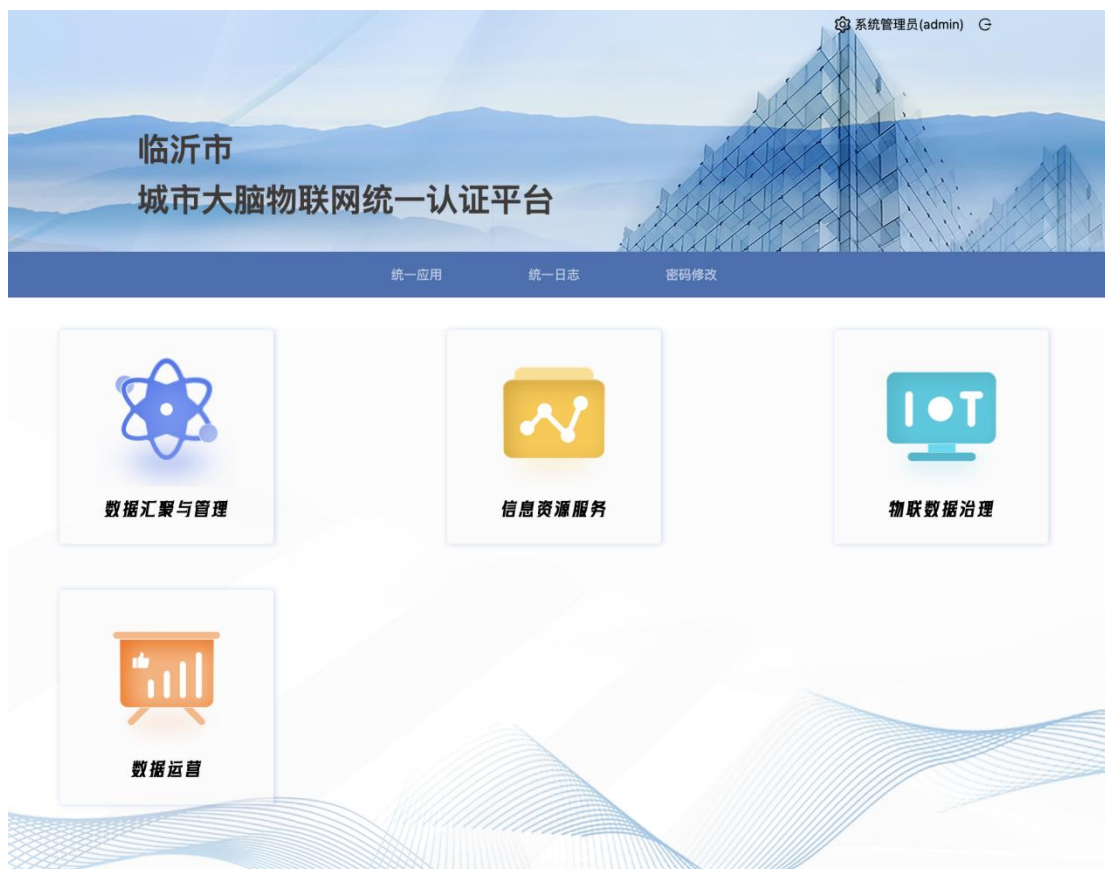 系统管理员(admin)
临沂市
城市大脑物联网统一认证平台
统一应用
统一日志
密码修改
数据汇聚与管理
信息资源服务
IOT
物联数据治理
数据运营